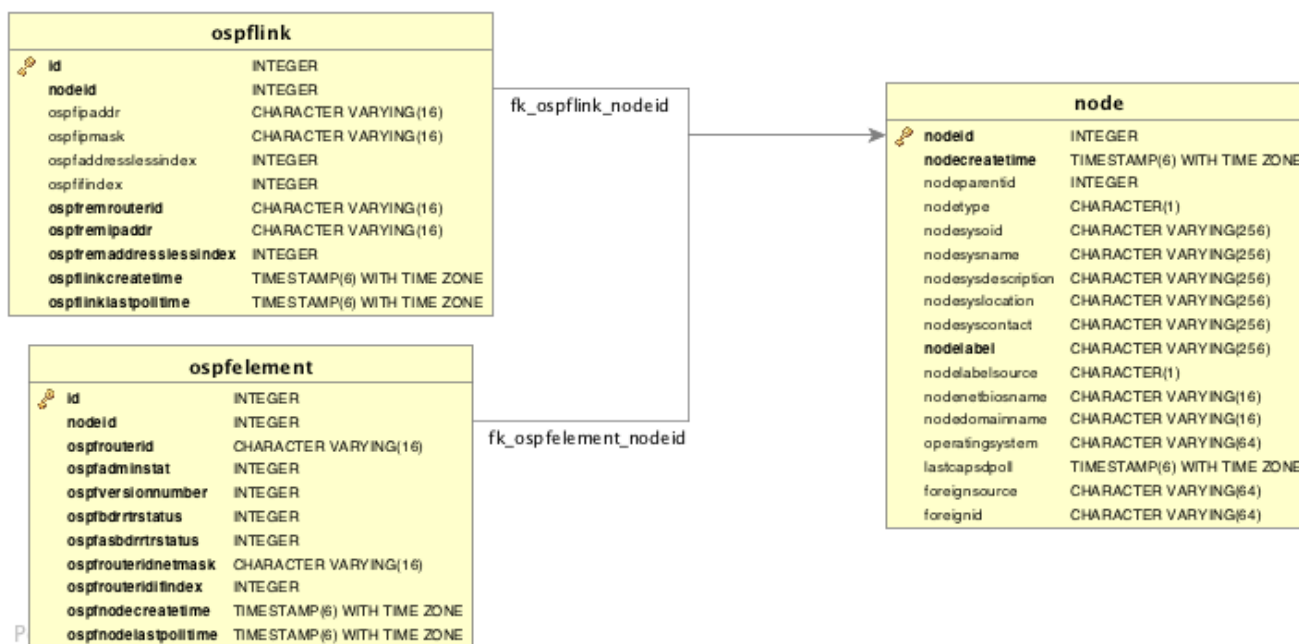 ospflink
id INTEGER
nodeid INTEGER
ospfipaddr CHARACTER VARYING(16)
ospfipmask CHARACTER VARYING(16)
ospfaddresslessindex INTEGER
ospfifindex INTEGER
ospfremrouterid CHARACTER VARYING(16)
ospfremipaddr CHARACTER VARYING(16)
ospfremaddresslessindex INTEGER
ospflinkcreatetime TIMESTAMP(6) WITH TIME ZONE
ospflinklastpolltime TIMESTAMP(6) WITH TIME ZONE
fk_ospflink_nodeid
node
nodeid INTEGER
nodecreatetime TIMESTAMP(6) WITH TIME ZONE
nodeparentid INTEGER
nodetype CHARACTER(1)
nodesysoid CHARACTER VARYING(256)
nodesysname CHARACTER VARYING(256)
nodesysdescription CHARACTER VARYING(256)
nodesyslocation CHARACTER VARYING(256)
nodesyscontact CHARACTER VARYING(256)
nodelabel CHARACTER VARYING(256)
nodelabelsource CHARACTER(1)
nodenetbiosname CHARACTER VARYING(16)
nodedomainname CHARACTER VARYING(16)
operatingsystem CHARACTER VARYING(64)
lastcapsdpoll TIMESTAMP(6) WITH TIME ZONE
foreignsource CHARACTER VARYING(64)
foreignid CHARACTER VARYING(64)
ospfelement
id INTEGER
nodeid INTEGER
ospfrouterid CHARACTER VARYING(16)
ospfadminstat INTEGER
ospfversionnumber INTEGER
ospfbdrrtrstatus INTEGER
ospfasbdrrtrstatus INTEGER
ospfrouteridnetmask CHARACTER VARYING(16)
ospfrouteridifindex INTEGER
ospfnodecreatetime TIMESTAMP(6) WITH TIME ZONE
ospfnodelastpolltime TIMESTAMP(6) WITH TIME ZONE
fk_ospfelement_nodeid